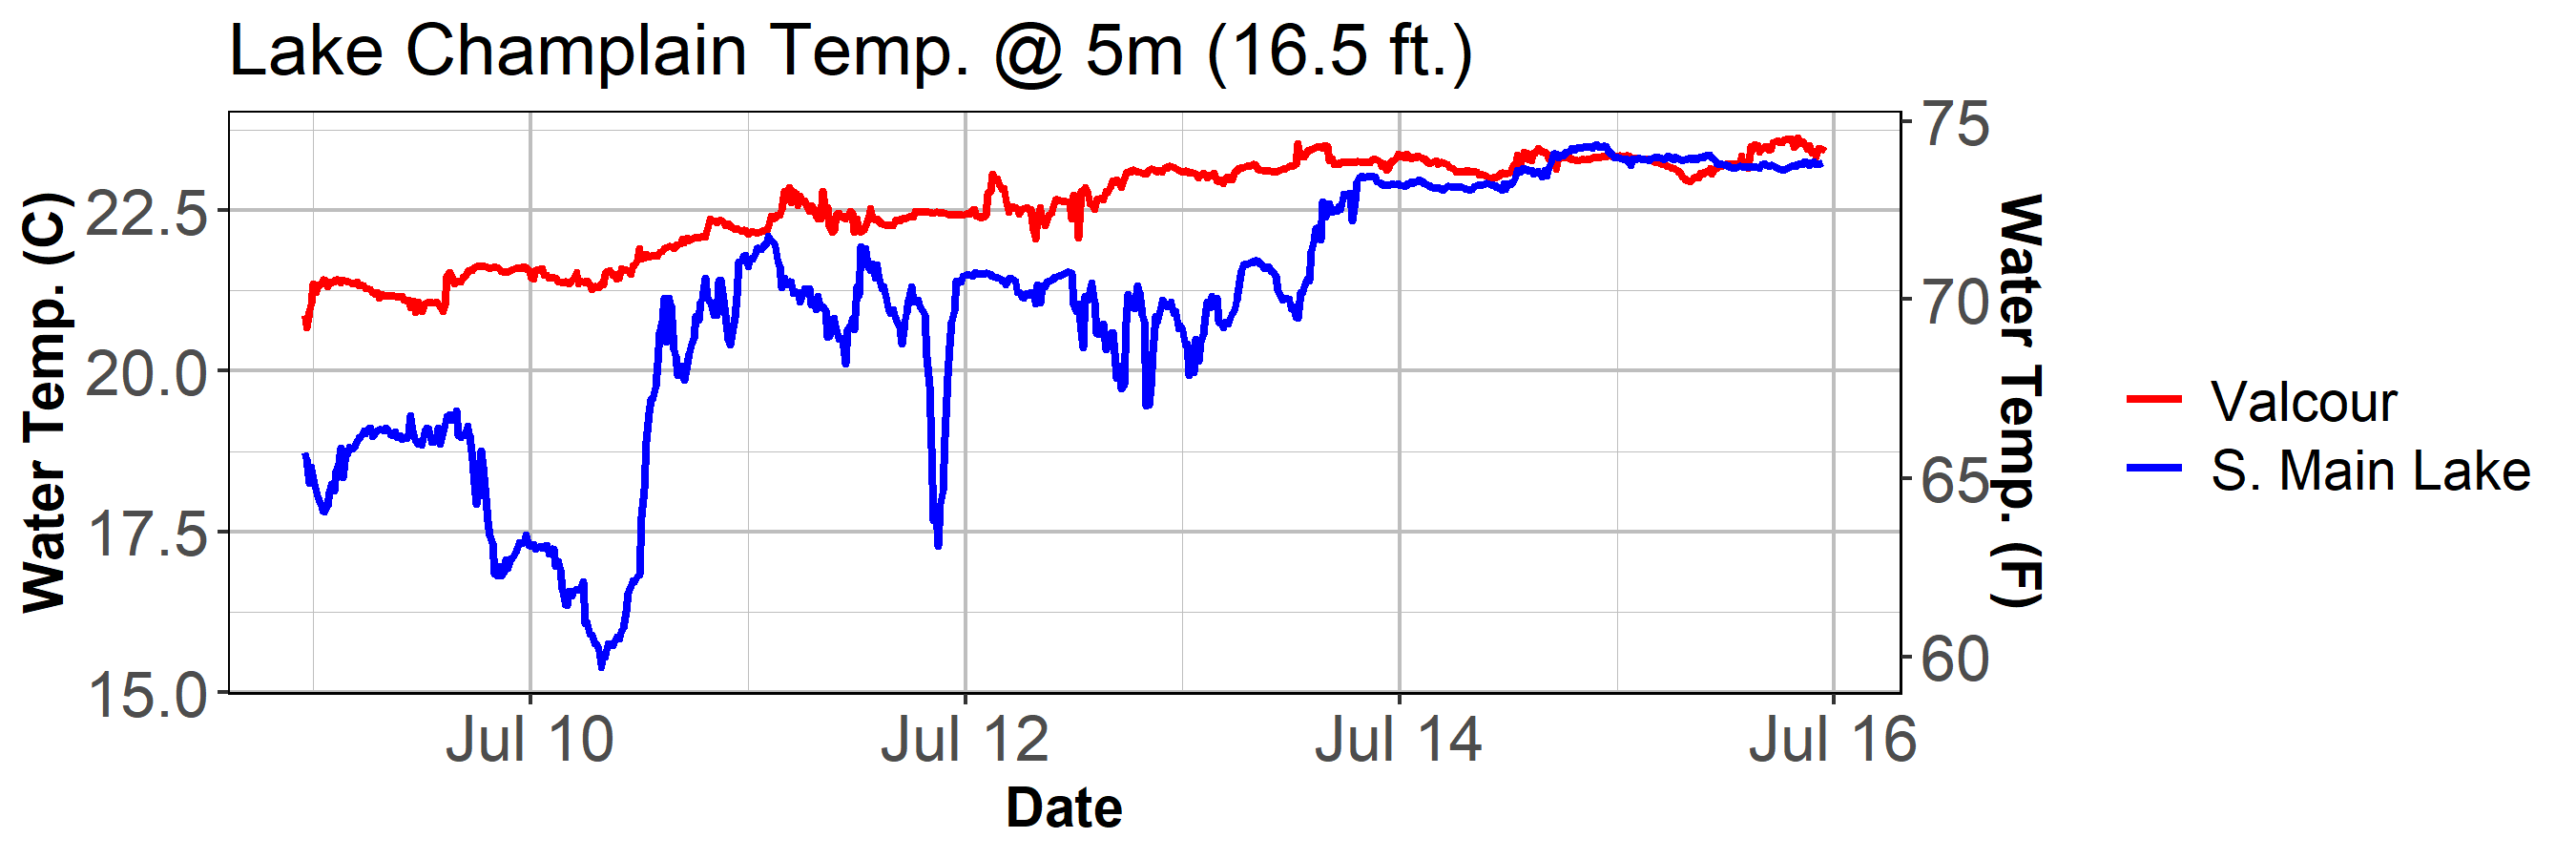 Lake Champlain Temp. @ 5m (16.5 ft.)
Water Temp. (C)
22.5
20.0
17.5
15.0
75
70
65
60
Water Temp. (F)
Jul 10
Jul 12
Jul 14
Jul 16
Date
Valcour
S. Main Lake